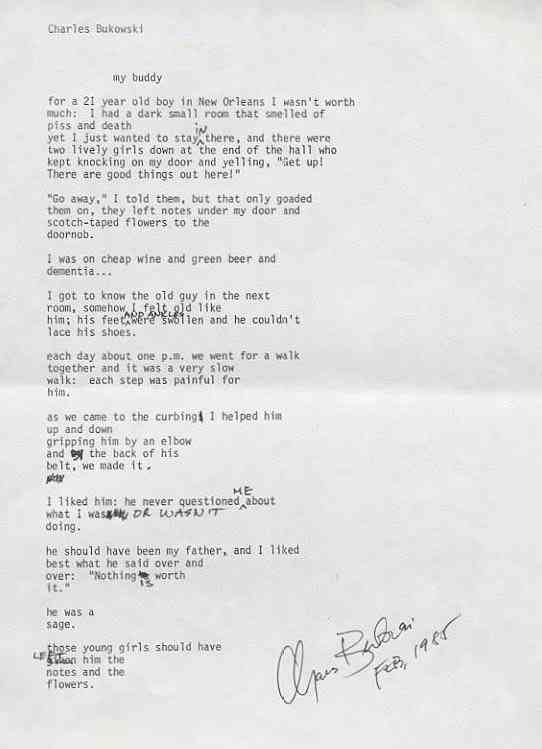 Charles Bukowski
my buddy
for a 21 year old boy in New Orleans I wasn't worth
much: I had a dark small room that smelled of
piss and death
yet I just wanted to stay IN there, and there were
two lively girls down at the end of the hall who
kept knocking on my door and yelling, "Get up!
There are good things out here!"
"Go away," I told them, but that only goaded
them on, they left notes under my door and
scotch-taped flowers to the
doornob.
I was on cheap wine and green beer and
dementia...
I got to know the old guy in the next
room, somehow I felt old like
him; his feet AND ANKLES were swollen and he couldn't
lace his shoes.
each day about one p.m. we went for a walk
together and it was a very slow
walk: each step was painful for
him.
as we came to the curbing I helped him
up and down
gripping him by an elbow
and the back of his
belt, we made it.
I liked him: he never questioned ME about
what I was OR WASN'T
doing.
he should have been my father, and I liked
best what he said over and
over: "Nothing IS worth
it."
he was a
sage.
those young girls should have
LEFT him the
notes and the
flowers.
Charles Bukowski
Feb, 1985